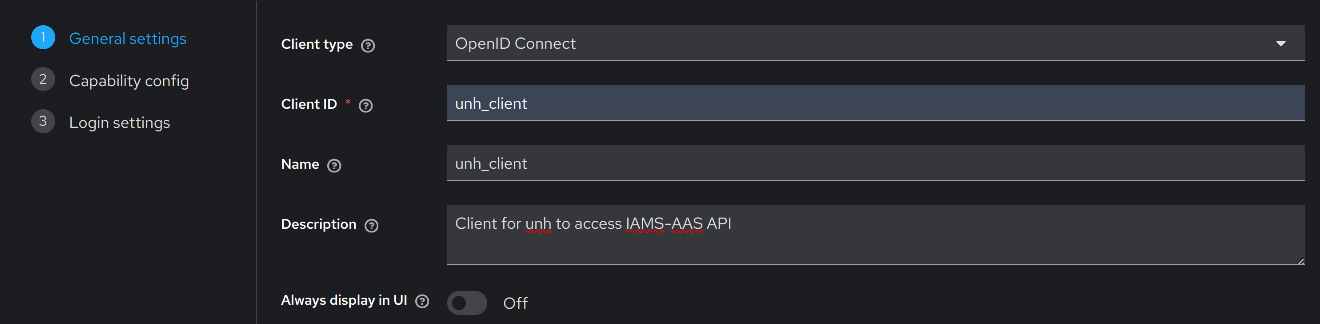 1 General settings
2 Capability config
3 Login settings
Client type ?
OpenID Connect
Client ID * ?
unh_client
Name ?
unh_client
Description ?
Client for unh to access IAMS-AAS API
Always display in UI ?
Off